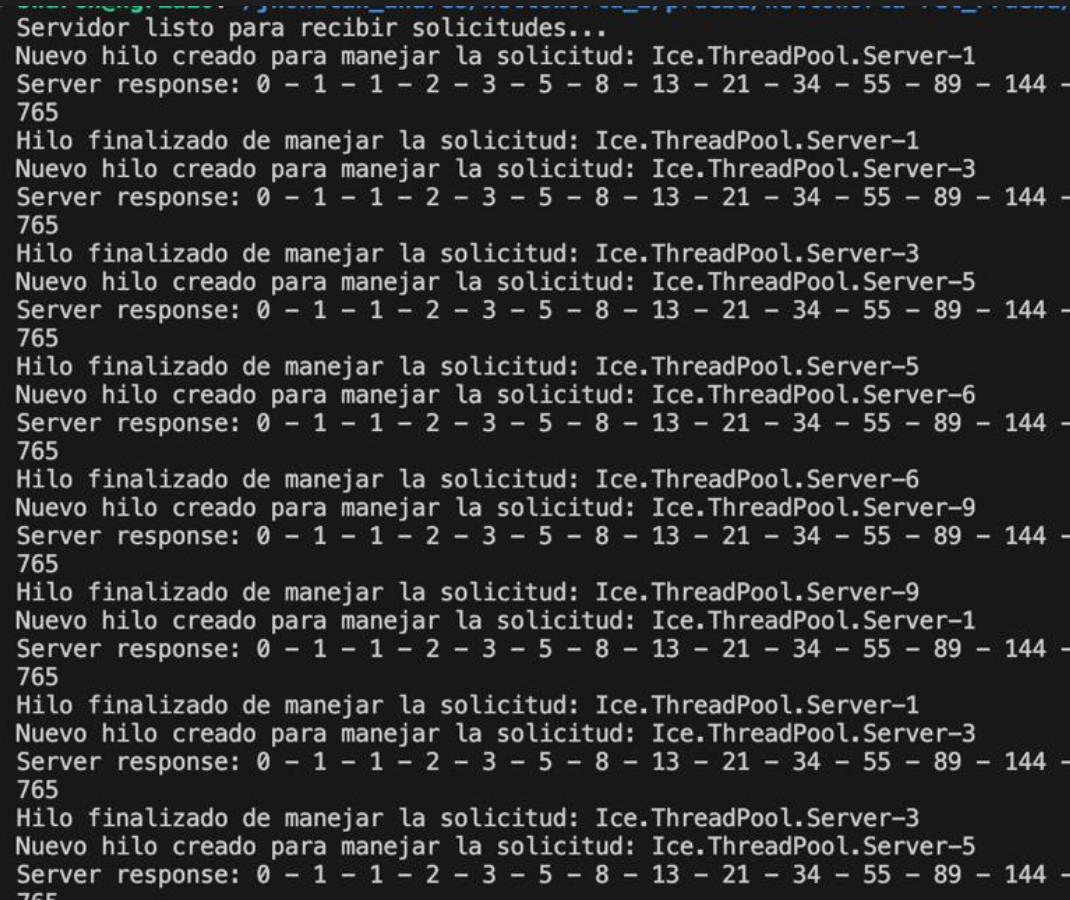 Servidor listo para recibir solicitudes...
Nuevo hilo creado para manejar la solicitud: Ice.ThreadPool.Server-1
Server response: 0 - 1 - 1 - 2 - 3 - 5 - 8 - 13 - 21 - 34 - 55 - 89 - 144 -
765
Hilo finalizado de manejar la solicitud: Ice.ThreadPool.Server-1
Nuevo hilo creado para manejar la solicitud: Ice.ThreadPool.Server-3
Server response: 0 - 1 - 1 - 2 - 3 - 5 - 8 - 13 - 21 - 34 - 55 - 89 - 144 -
765
Hilo finalizado de manejar la solicitud: Ice.ThreadPool.Server-3
Nuevo hilo creado para manejar la solicitud: Ice.ThreadPool.Server-5
Server response: 0 - 1 - 1 - 2 - 3 - 5 - 8 - 13 - 21 - 34 - 55 - 89 - 144 -
765
Hilo finalizado de manejar la solicitud: Ice.ThreadPool.Server-5
Nuevo hilo creado para manejar la solicitud: Ice.ThreadPool.Server-6
Server response: 0 - 1 - 1 - 2 - 3 - 5 - 8 - 13 - 21 - 34 - 55 - 89 - 144 -
765
Hilo finalizado de manejar la solicitud: Ice.ThreadPool.Server-6
Nuevo hilo creado para manejar la solicitud: Ice.ThreadPool.Server-9
Server response: 0 - 1 - 1 - 2 - 3 - 5 - 8 - 13 - 21 - 34 - 55 - 89 - 144 -
765
Hilo finalizado de manejar la solicitud: Ice.ThreadPool.Server-9
Nuevo hilo creado para manejar la solicitud: Ice.ThreadPool.Server-1
Server response: 0 - 1 - 1 - 2 - 3 - 5 - 8 - 13 - 21 - 34 - 55 - 89 - 144 -
765
Hilo finalizado de manejar la solicitud: Ice.ThreadPool.Server-1
Nuevo hilo creado para manejar la solicitud: Ice.ThreadPool.Server-3
Server response: 0 - 1 - 1 - 2 - 3 - 5 - 8 - 13 - 21 - 34 - 55 - 89 - 144 -
765
Hilo finalizado de manejar la solicitud: Ice.ThreadPool.Server-3
Nuevo hilo creado para manejar la solicitud: Ice.ThreadPool.Server-5
Server response: 0 - 1 - 1 - 2 - 3 - 5 - 8 - 13 - 21 - 34 - 55 - 89 - 144 -
765